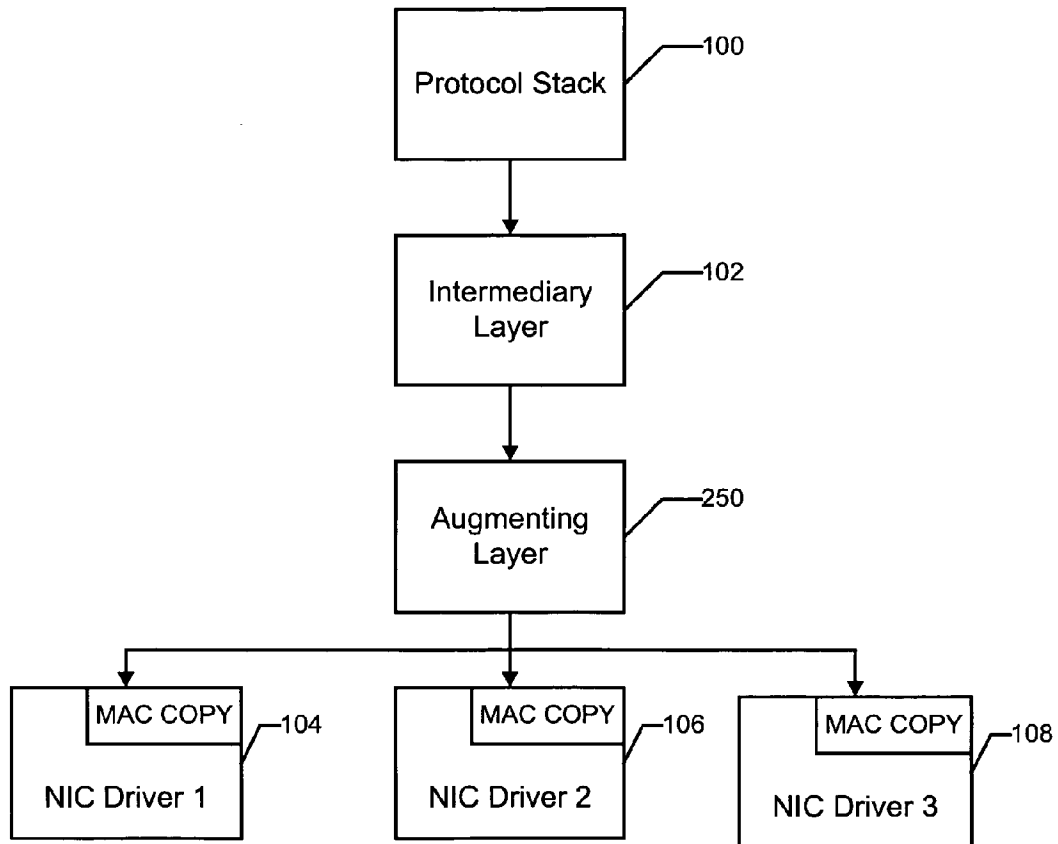 Protocol Stack
100
Intermediary
Layer
102
Augmenting
Layer
250
MAC COPY
NIC Driver 1
104
MAC COPY
NIC Driver 2
106
MAC COPY
NIC Driver 3
108